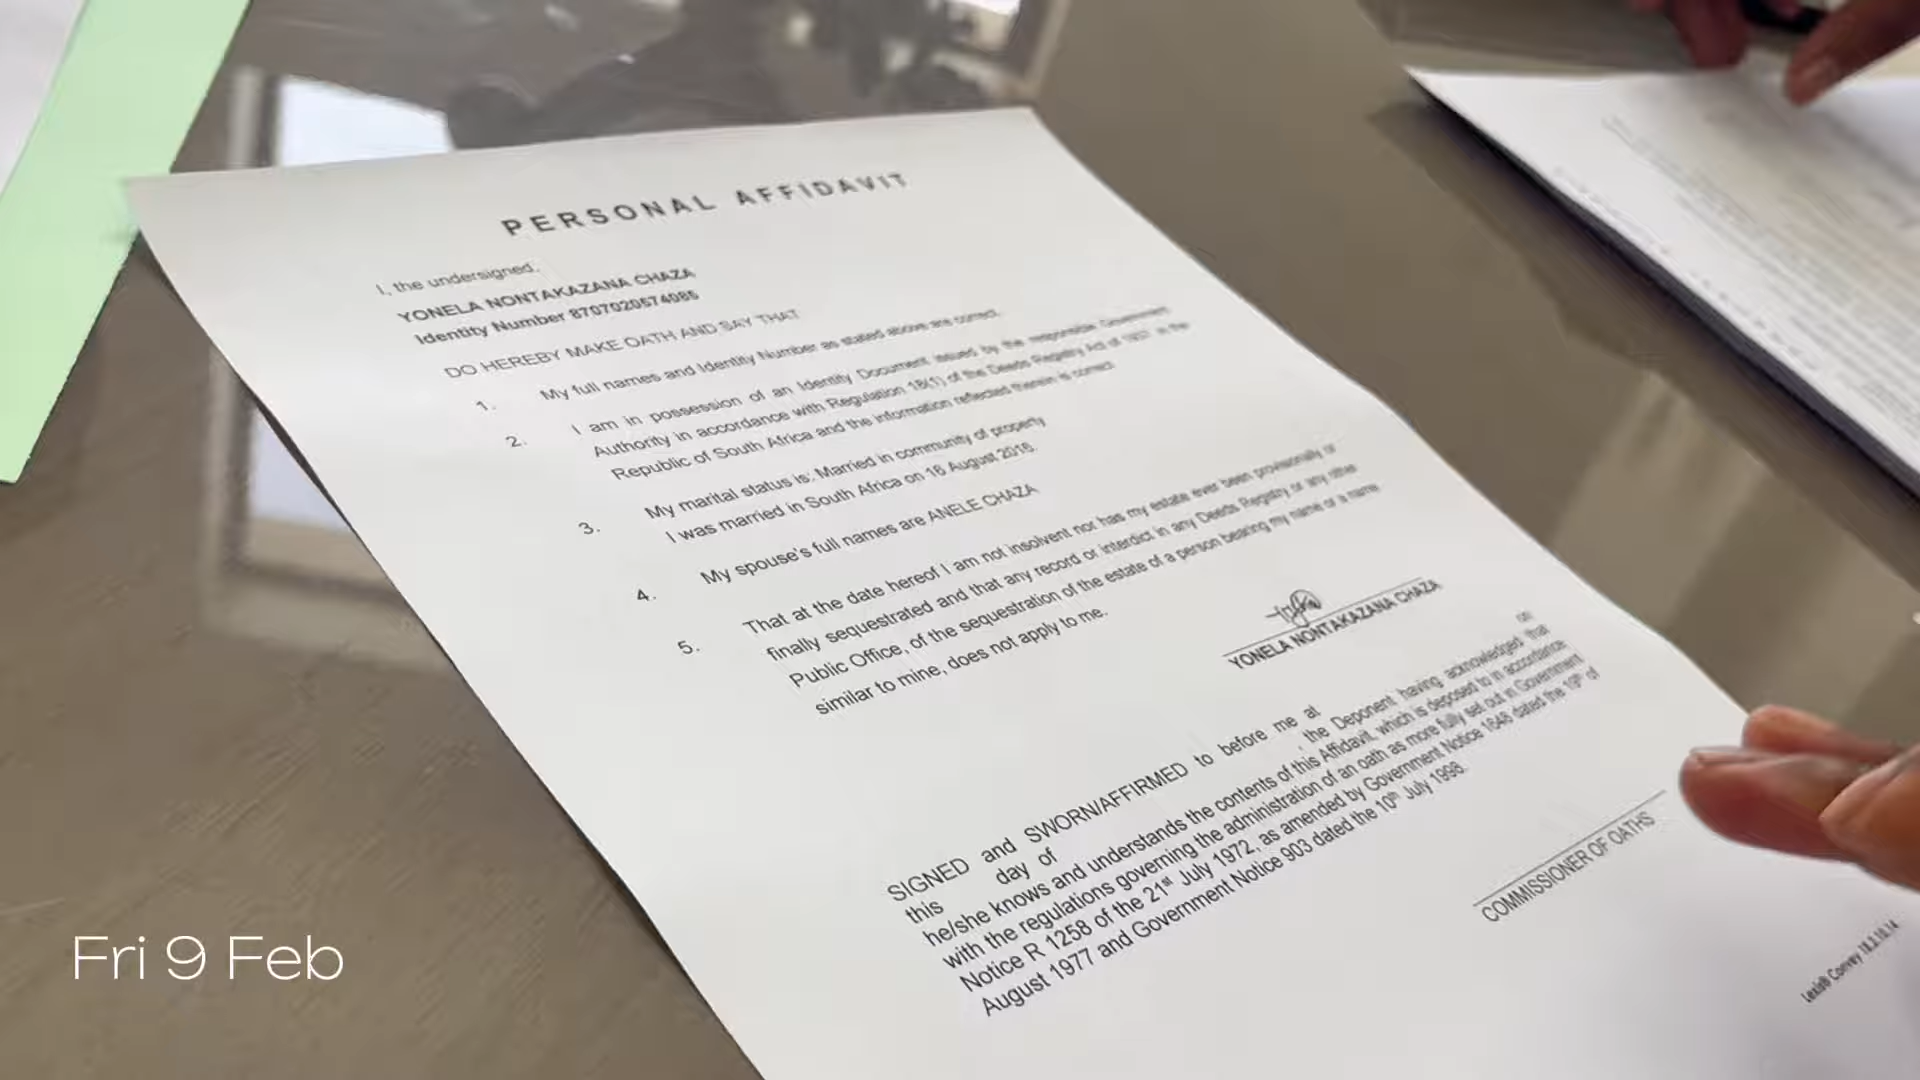 PERSONAL AFFIDAVIT
I, the undersigned,
YONELA NONTAKAZANA CHAZA
Identity Number 8707020574085
DO HEREBY MAKE OATH AND SAY THAT
1. My full names and Identity Number as stated above are correct.
2. I am in possession of an Identity Document issued by the responsible Government
Authority in accordance with Regulation 18(1) of the Deeds Registry Act of 1937 in the
Republic of South Africa and the information reflected therein is correct.
3. My marital status is: Married in community of property
I was married in South Africa on 16 August 2016.
4. My spouse's full names are ANELE CHAZA
5. That at the date hereof I am not insolvent nor has my estate ever been provisionally or
finally sequestrated and that any record or interdict in any Deeds Registry or any other
Public Office, of the sequestration of the estate of a person bearing my name or a name
similar to mine, does not apply to me.
YONELA NONTAKAZANA CHAZA
SIGNED and SWORN/AFFIRMED to before me at on
this day of , the Deponent having acknowledged that
he/she knows and understands the contents of this Affidavit, which is deposed to in accordance
with the regulations governing the administration of an oath as more fully set out in Government
Notice R 1258 of the 21st July 1972, as amended by Government Notice 1648 dated the 19th of
August 1977 and Government Notice 903 dated the 10th July 1998.
COMMISSIONER OF OATHS
Lexis® Convey
Fri 9 Feb